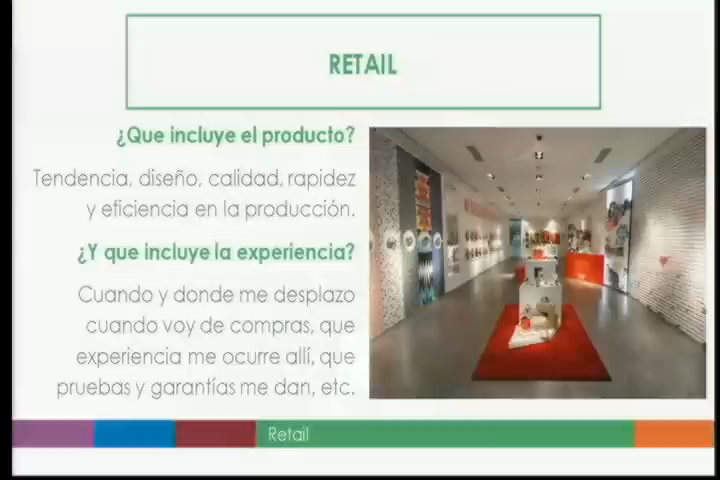 RETAIL
¿Que incluye el producto?
Tendencia, diseño, calidad, rapidez
y eficiencia en la producción.
¿Y que incluye la experiencia?
Cuando y donde me desplazo
cuando voy de compras, que
experiencia me ocurre allí, que
pruebas y garantías me dan, etc.
Retail